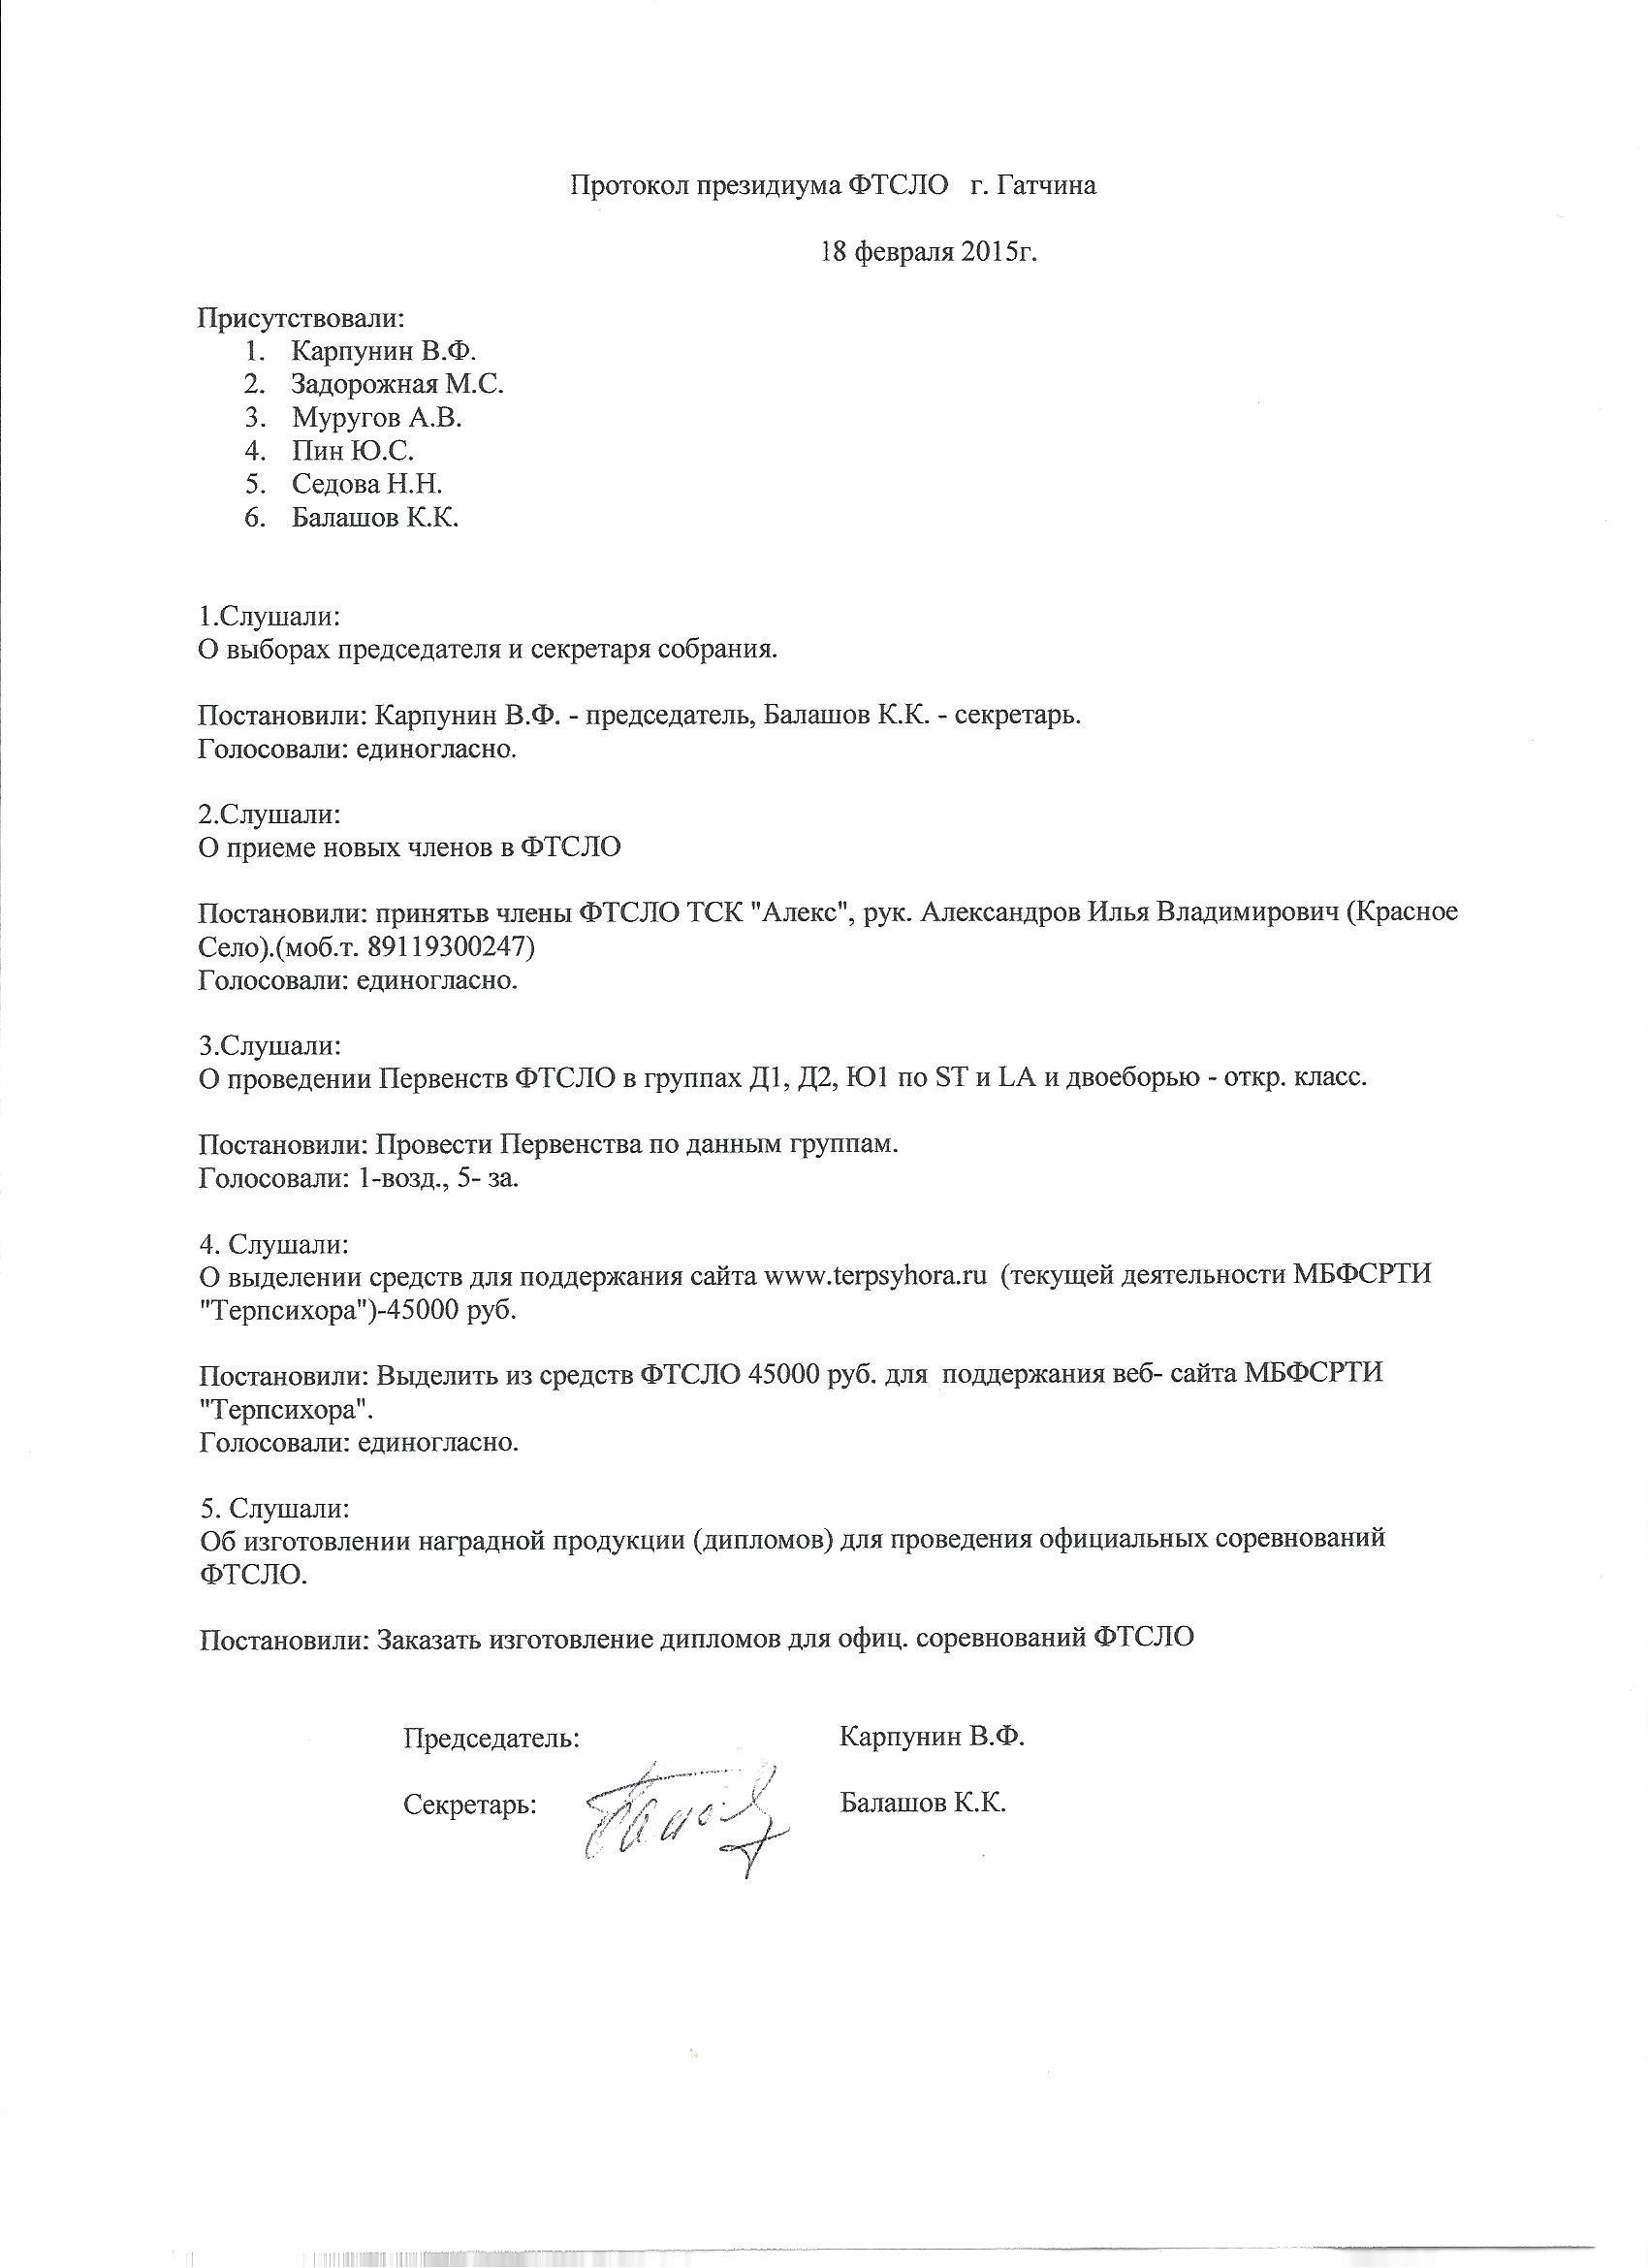 Протокол президиума ФТСЛО г. Гатчина
18 февраля 2015г.
Присутствовали:
1. Карпунин В.Ф.
2. Задорожная М.С.
3. Муругов А.В.
4. Пин Ю.С.
5. Седова Н.Н.
6. Балашов К.К.
1.Слушали:
О выборах председателя и секретаря собрания.
Постановили: Карпунин В.Ф. - председатель, Балашов К.К. - секретарь.
Голосовали: единогласно.
2.Слушали:
О приеме новых членов в ФТСЛО
Постановили: принятьв члены ФТСЛО ТСК "Алекс", рук. Александров Илья Владимирович (Красное
Село).(моб.т. 89119300247)
Голосовали: единогласно.
3.Слушали:
О проведении Первенств ФТСЛО в группах Д1, Д2, Ю1 по ST и LA и двоеборью - откр. класс.
Постановили: Провести Первенства по данным группам.
Голосовали: 1-возд., 5- за.
4. Слушали:
О выделении средств для поддержания сайта www.terpsyhora.ru (текущей деятельности МБФСРТИ
"Терпсихора")-45000 руб.
Постановили: Выделить из средств ФТСЛО 45000 руб. для поддержания веб- сайта МБФСРТИ
"Терпсихора".
Голосовали: единогласно.
5. Слушали:
Об изготовлении наградной продукции (дипломов) для проведения официальных соревнований
ФТСЛО.
Постановили: Заказать изготовление дипломов для офиц. соревнований ФТСЛО
Председатель: Карпунин В.Ф.
Секретарь: Балашов К.К.